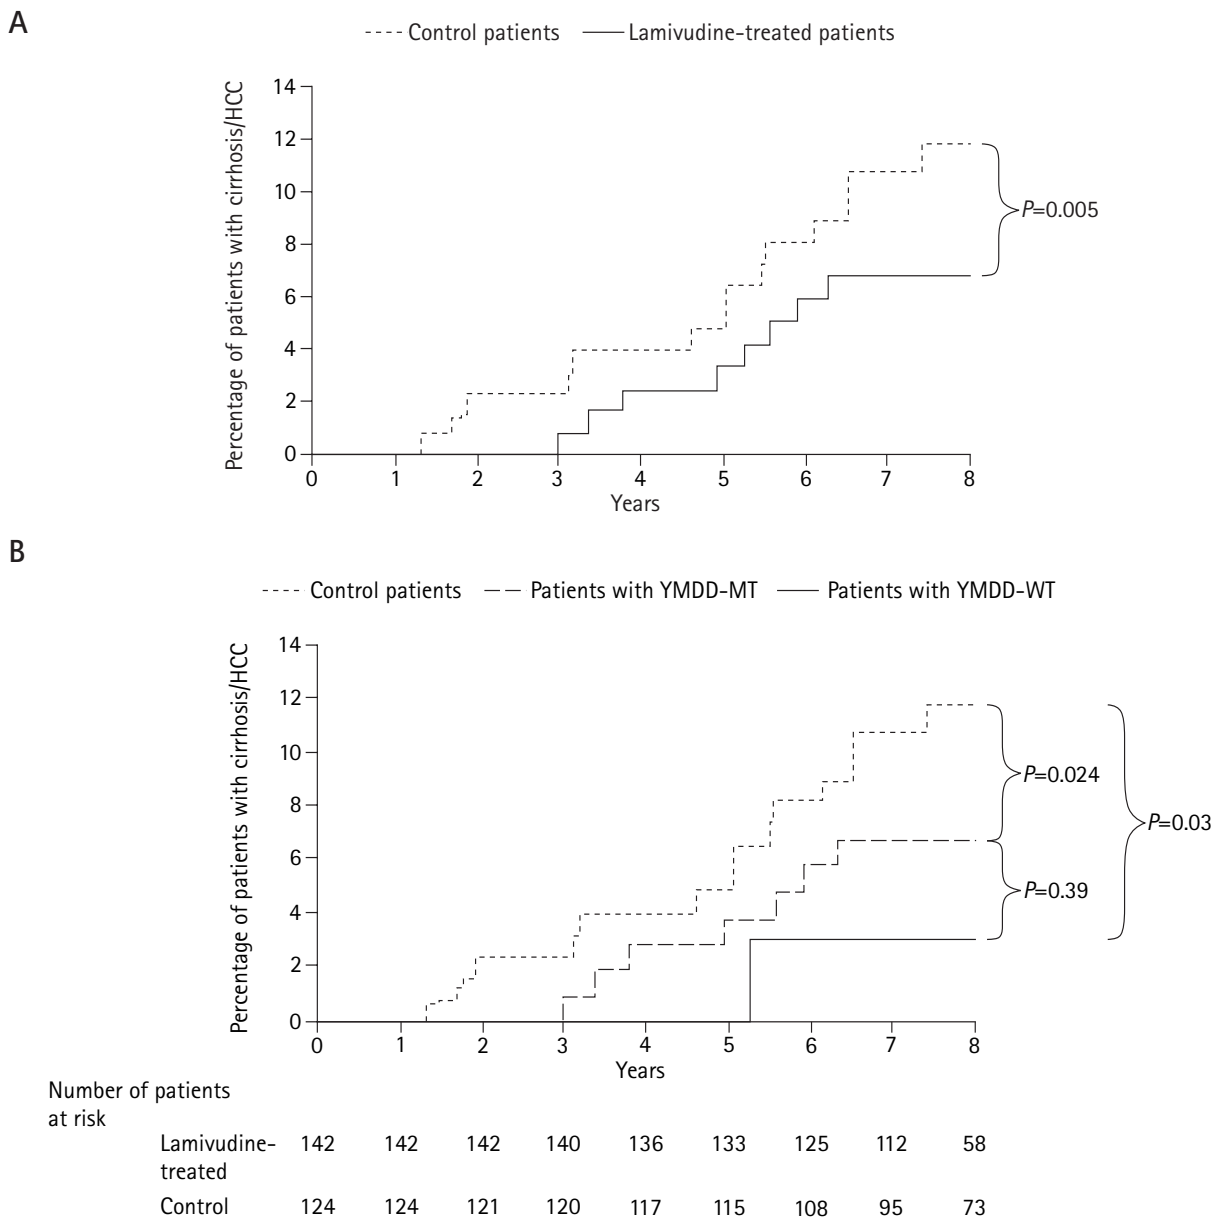 A
Control patients Lamivudine-treated patients
Percentage of patients with cirrhosis/HCC
14
12
10
8
6
4
2
0
P=0.005
0 1 2 3 4 5 6 7 8
Years
B
Control patients Patients with YMDD-MT Patients with YMDD-WT
Percentage of patients with cirrhosis/HCC
14
12
10
8
6
4
2
0
P=0.024
P=0.03
P=0.39
0 1 2 3 4 5 6 7 8
Years
Number of patients
at risk
Lamivudine- 142 142 142 140 136 133 125 112 58
treated
Control 124 124 121 120 117 115 108 95 73